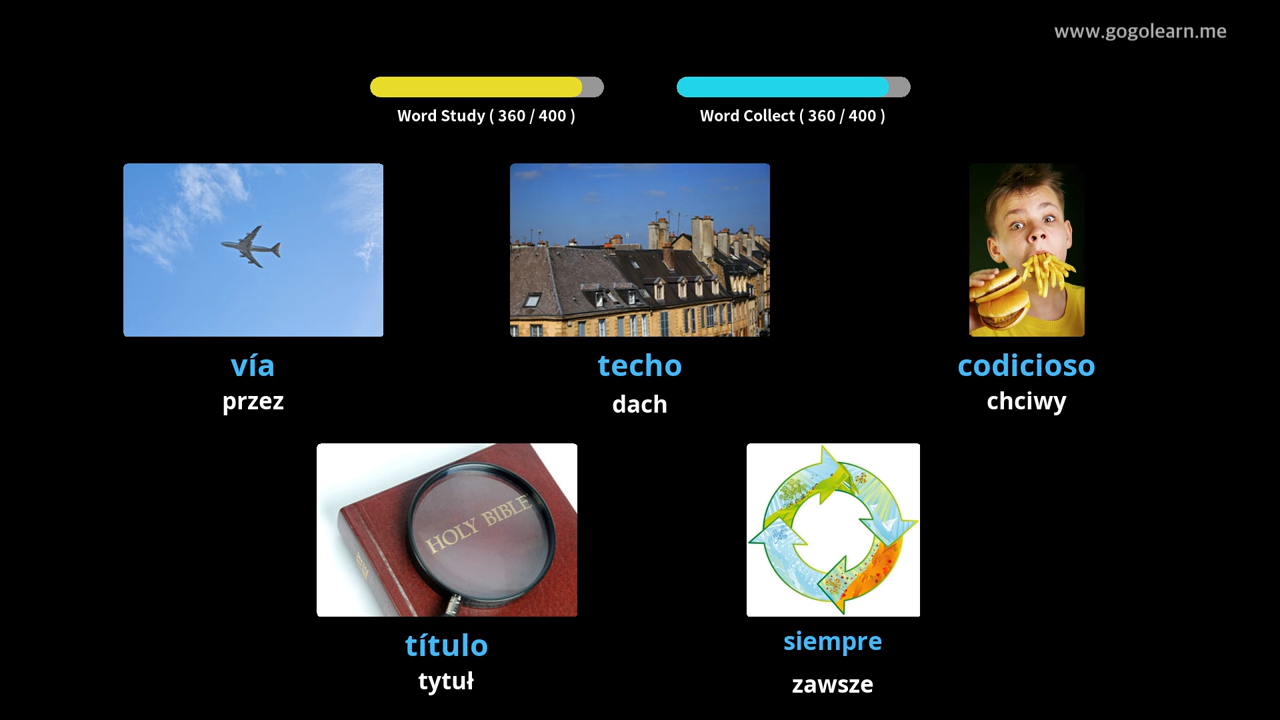 www.gogolearn.me
Word Study ( 360 / 400 )
Word Collect ( 360 / 400 )
vía
przez
techo
dach
codicioso
chciwy
HOLY BIBLE
título
tytuł
siempre
zawsze